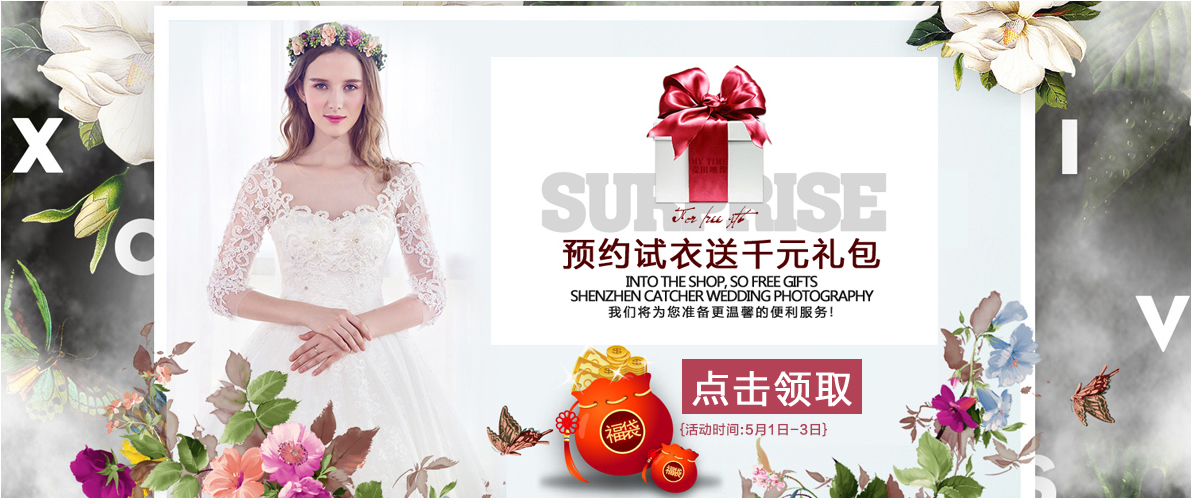 X
O
I
V
S
SURPRISE
For free gift
预约试衣送千元礼包
INTO THE SHOP, SO FREE GIFTS
SHENZHEN CATCHER WEDDING PHOTOGRAPHY
我们将为您准备更温馨的便利服务!
点击领取
{活动时间:5月1日-3日}
福袋
福袋